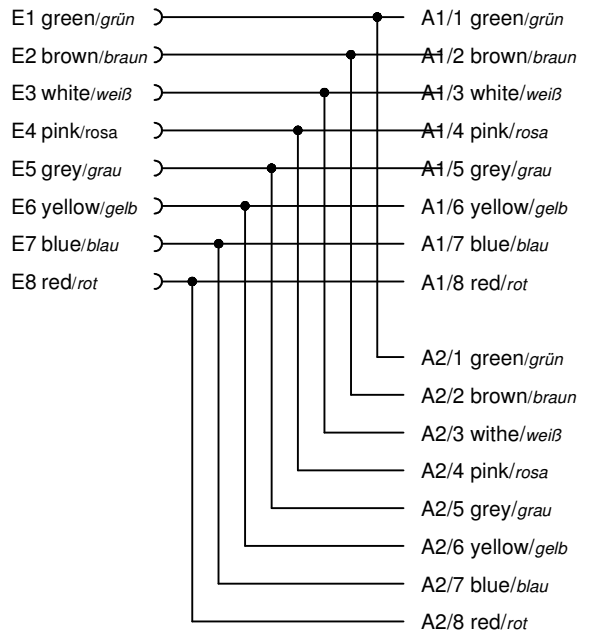 E1 green/grün A1/1 green/grün
E2 brown/braun A1/2 brown/braun
E3 white/weiß A1/3 white/weiß
E4 pink/rosa A1/4 pink/rosa
E5 grey/grau A1/5 grey/grau
E6 yellow/gelb A1/6 yellow/gelb
E7 blue/blau A1/7 blue/blau
E8 red/rot A1/8 red/rot
A2/1 green/grün
A2/2 brown/braun
A2/3 withe/weiß
A2/4 pink/rosa
A2/5 grey/grau
A2/6 yellow/gelb
A2/7 blue/blau
A2/8 red/rot